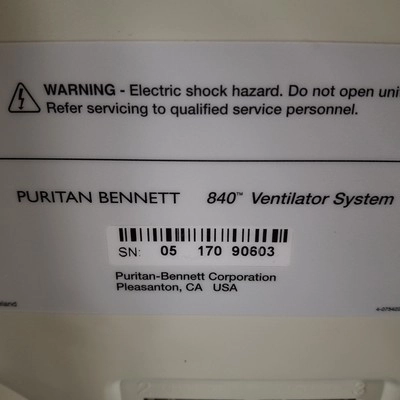 WARNING - Electric shock hazard. Do not open uni
Refer servicing to qualified service personnel.
PURITAN BENNETT 840™ Ventilator System
SN: 05 170 90603
Puritan-Bennett Corporation
Pleasanton, CA USA